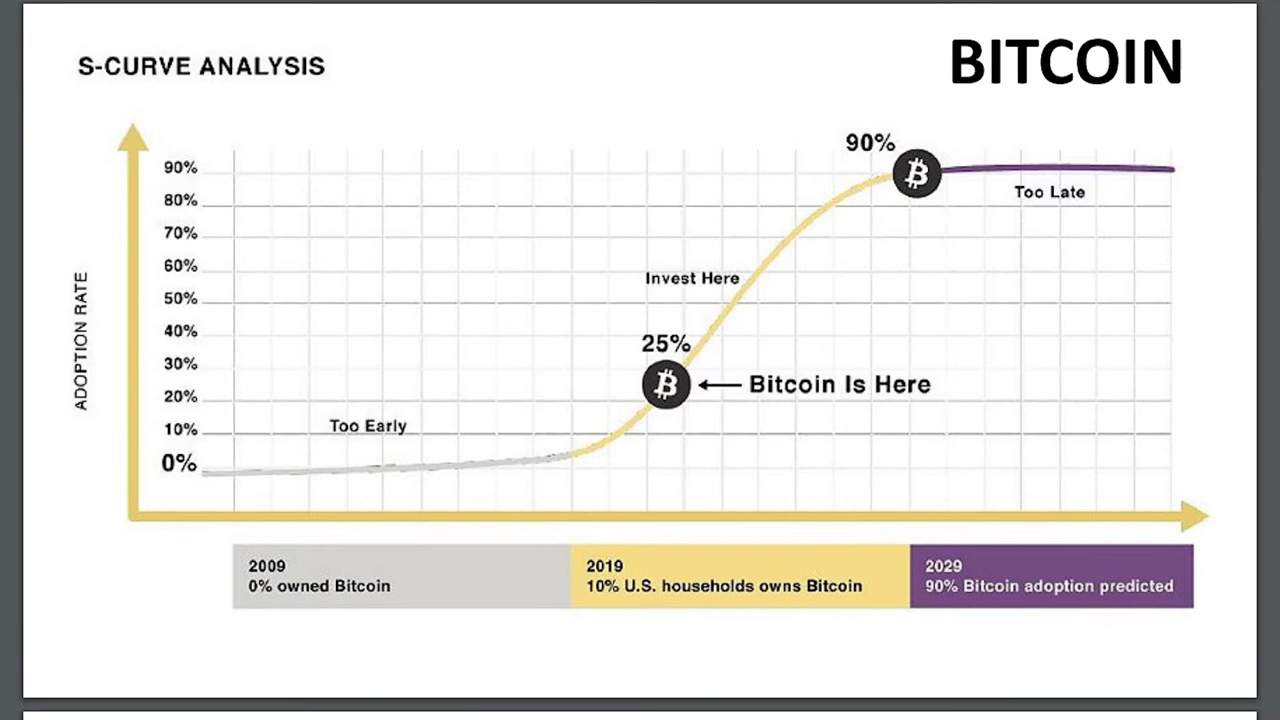 S-CURVE ANALYSIS
BITCOIN
90%
90%
80%
70%
60%
50%
40%
30%
20%
10%
0%
ADOPTION RATE
Too Late
Invest Here
25%
Bitcoin Is Here
Too Early
2009
0% owned Bitcoin
2019
10% U.S. households owns Bitcoin
2029
90% Bitcoin adoption predicted